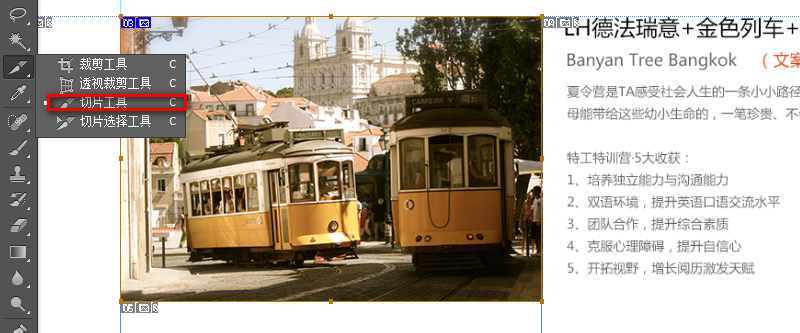 03
04
裁剪工具 C
透视裁剪工具 C
切片工具 C
切片选择工具 C
CARREIRA
05
LH德法瑞意+金色列车+
Banyan Tree Bangkok （文案
夏令营是TA感受社会人生的一条小小路径
母能带给这些幼小生命的，一笔珍贵、不
特工特训营·5大收获：
1、培养独立能力与沟通能力
2、双语环境，提升英语口语交流水平
3、团队合作，提升综合素质
4、克服心理障碍，提升自信心
5、开拓视野，增长阅历激发天赋